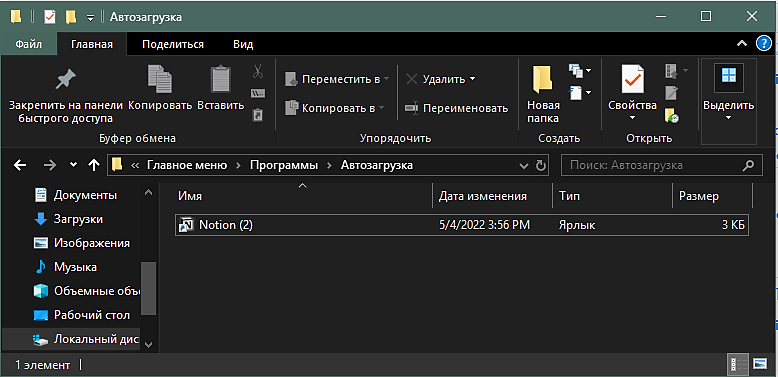 Автозагрузка
Файл Главная Поделиться Вид
Закрепить на панели быстрого доступа
Копировать
Вставить
Переместить в
Копировать в
Удалить
Переименовать
Новая папка
Свойства
Выделить
Буфер обмена Упорядочить Создать Открыть
Главное меню Программы Автозагрузка
Поиск: Автозагрузка
Документы
Загрузки
Изображения
Музыка
Объемные объ
Рабочий стол
Локальный дис
Имя Дата изменения Тип Размер
Notion (2) 5/4/2022 3:56 PM Ярлык 3 КБ
1 элемент